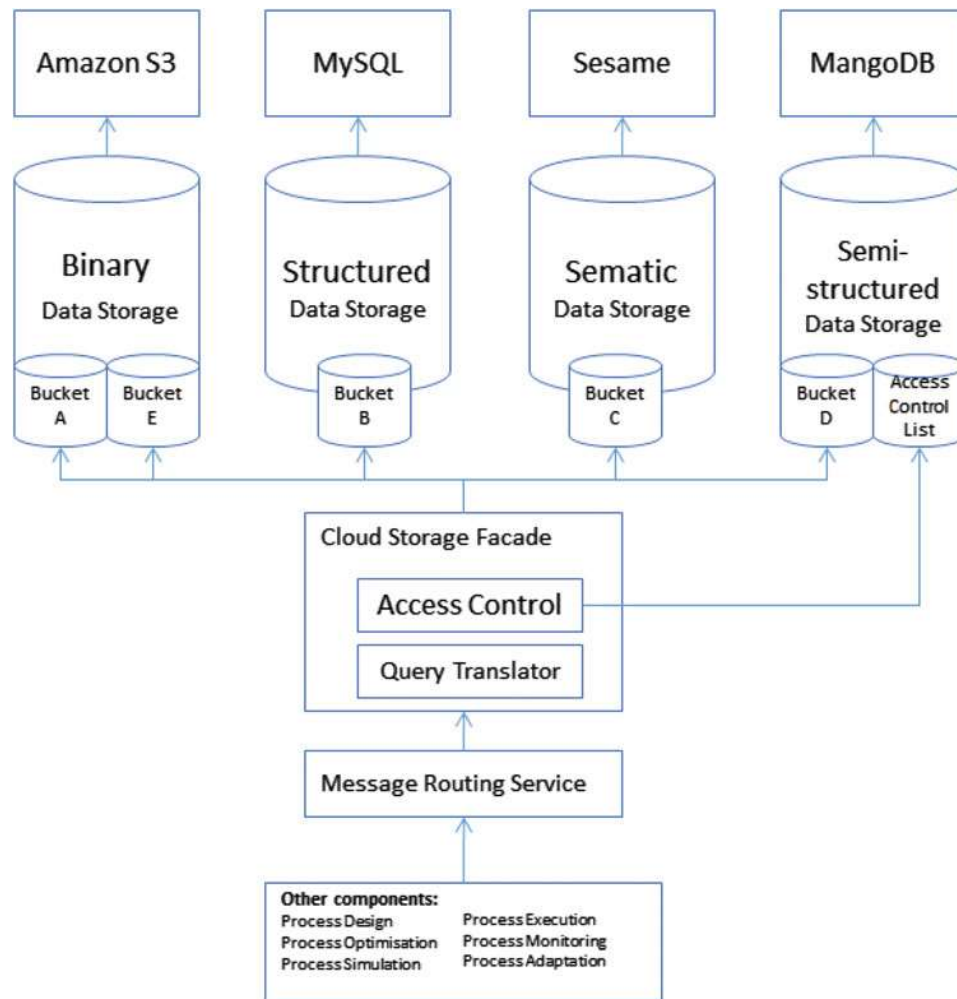 Amazon S3
MySQL
Sesame
MangoDB
Binary
Data Storage
Structured
Data Storage
Sematic
Data Storage
Semi-
structured
Data Storage
Bucket
A
Bucket
E
Bucket
B
Bucket
C
Bucket
D
Access
Control
List
Cloud Storage Facade
Access Control
Query Translator
Message Routing Service
Other components:
Process Design
Process Optimisation
Process Simulation
Process Execution
Process Monitoring
Process Adaptation